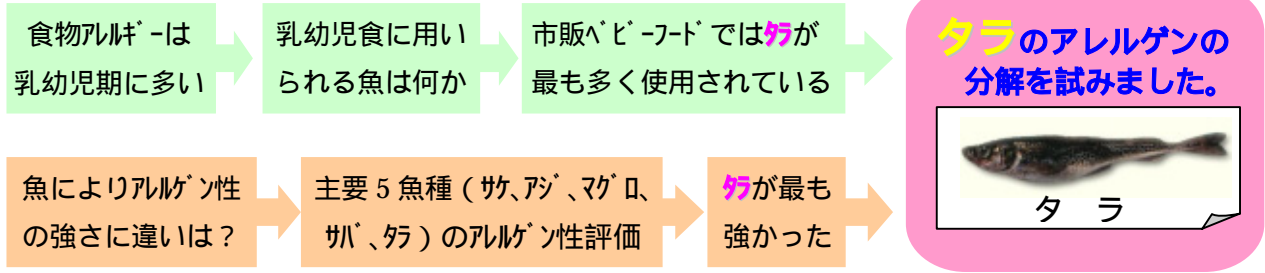 食物ｱﾚﾙｷﾞｰは
乳幼児期に多い
乳幼児食に用い
られる魚は何か
市販ﾍﾞﾋﾞｰﾌｰﾄﾞではﾀﾗが
最も多く使用されている
魚によりｱﾚﾙｹﾞﾝ性
の強さに違いは？
主要５魚種（ｻｹ､ｱｼﾞ､ﾏｸﾞﾛ､
ｻﾊﾞ､ﾀﾗ）のｱﾚﾙｹﾞﾝ性評価
ﾀﾗが最も
強かった
タラのアレルゲンの
分解を試みました。
タ　ラ